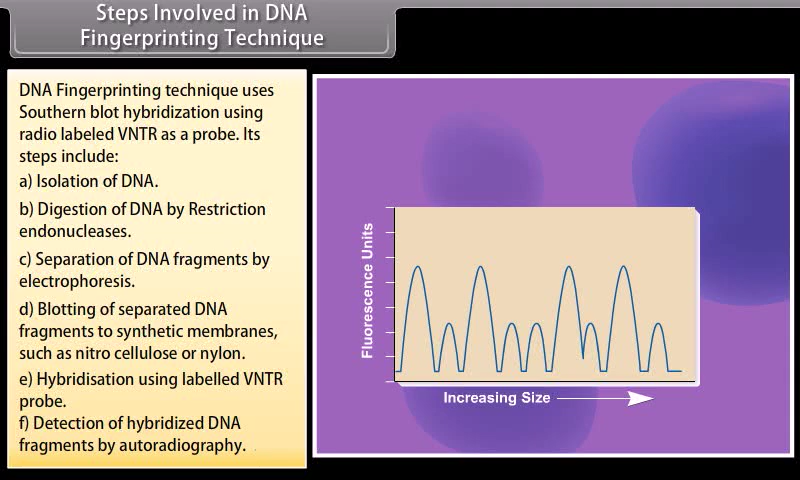 Steps Involved in DNA
Fingerprinting Technique
DNA Fingerprinting technique uses
Southern blot hybridization using
radio labeled VNTR as a probe. Its
steps include:
a) Isolation of DNA.
b) Digestion of DNA by Restriction
endonucleases.
c) Separation of DNA fragments by
electrophoresis.
d) Blotting of separated DNA
fragments to synthetic membranes,
such as nitro cellulose or nylon.
e) Hybridisation using labelled VNTR
probe.
f) Detection of hybridized DNA
fragments by autoradiography.
Fluorescence Units
Increasing Size